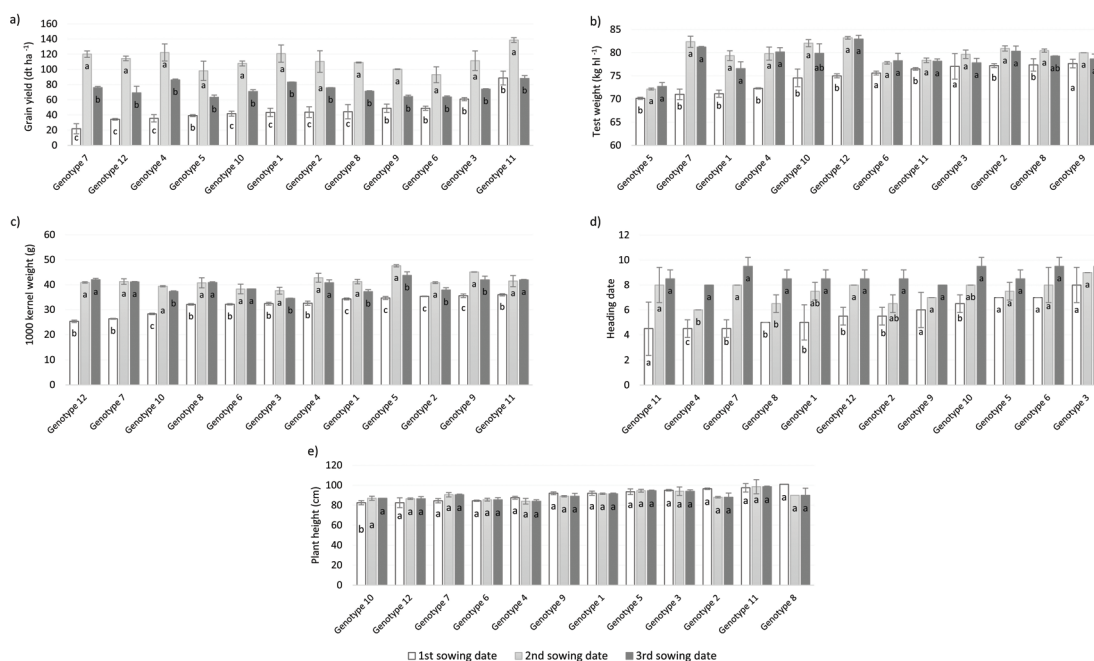 a)
Grain yield (dt ha⁻¹)
160
140
120
100
80
60
40
20
0
c a b
c a b
c a b
b a b
c a b
c a b
c a b
c a b
b a b
b a b
b a b
b a b
Genotype 7
Genotype 12
Genotype 4
Genotype 5
Genotype 10
Genotype 1
Genotype 2
Genotype 8
Genotype 9
Genotype 6
Genotype 3
Genotype 11
b)
Test weight (kg hl⁻¹)
85
80
75
70
65
60
b a a
b a a
b a a
b a a
b a ab
b a a
a a a
b a a
a a a
b a a
b a ab
b a a
Genotype 5
Genotype 7
Genotype 1
Genotype 4
Genotype 10
Genotype 12
Genotype 6
Genotype 11
Genotype 3
Genotype 2
Genotype 8
Genotype 9
c)
1000 kernel weight (g)
60
50
40
30
20
10
0
b a a
b a a
c a b
b a a
b a a
b a a
b a a
b a b
b a a
b a a
b a a
b a a
Genotype 12
Genotype 7
Genotype 10
Genotype 8
Genotype 6
Genotype 3
Genotype 4
Genotype 1
Genotype 5
Genotype 2
Genotype 9
Genotype 11
d)
Heading date
12
10
8
6
4
2
0
a a a
c b a
b a a
b b a
b ab a
b a a
b ab a
a a a
b ab a
a a a
a a a
a a a
Genotype 11
Genotype 4
Genotype 7
Genotype 8
Genotype 1
Genotype 12
Genotype 2
Genotype 9
Genotype 10
Genotype 5
Genotype 6
Genotype 3
e)
Plant height (cm)
120
100
80
60
40
20
0
b a a
a a a
a a a
a a a
a a a
a a a
a a a
a a a
a a a
a a a
a a a
a a a
Genotype 10
Genotype 12
Genotype 7
Genotype 6
Genotype 4
Genotype 9
Genotype 1
Genotype 5
Genotype 3
Genotype 2
Genotype 11
Genotype 8
1st sowing date 2nd sowing date 3rd sowing date